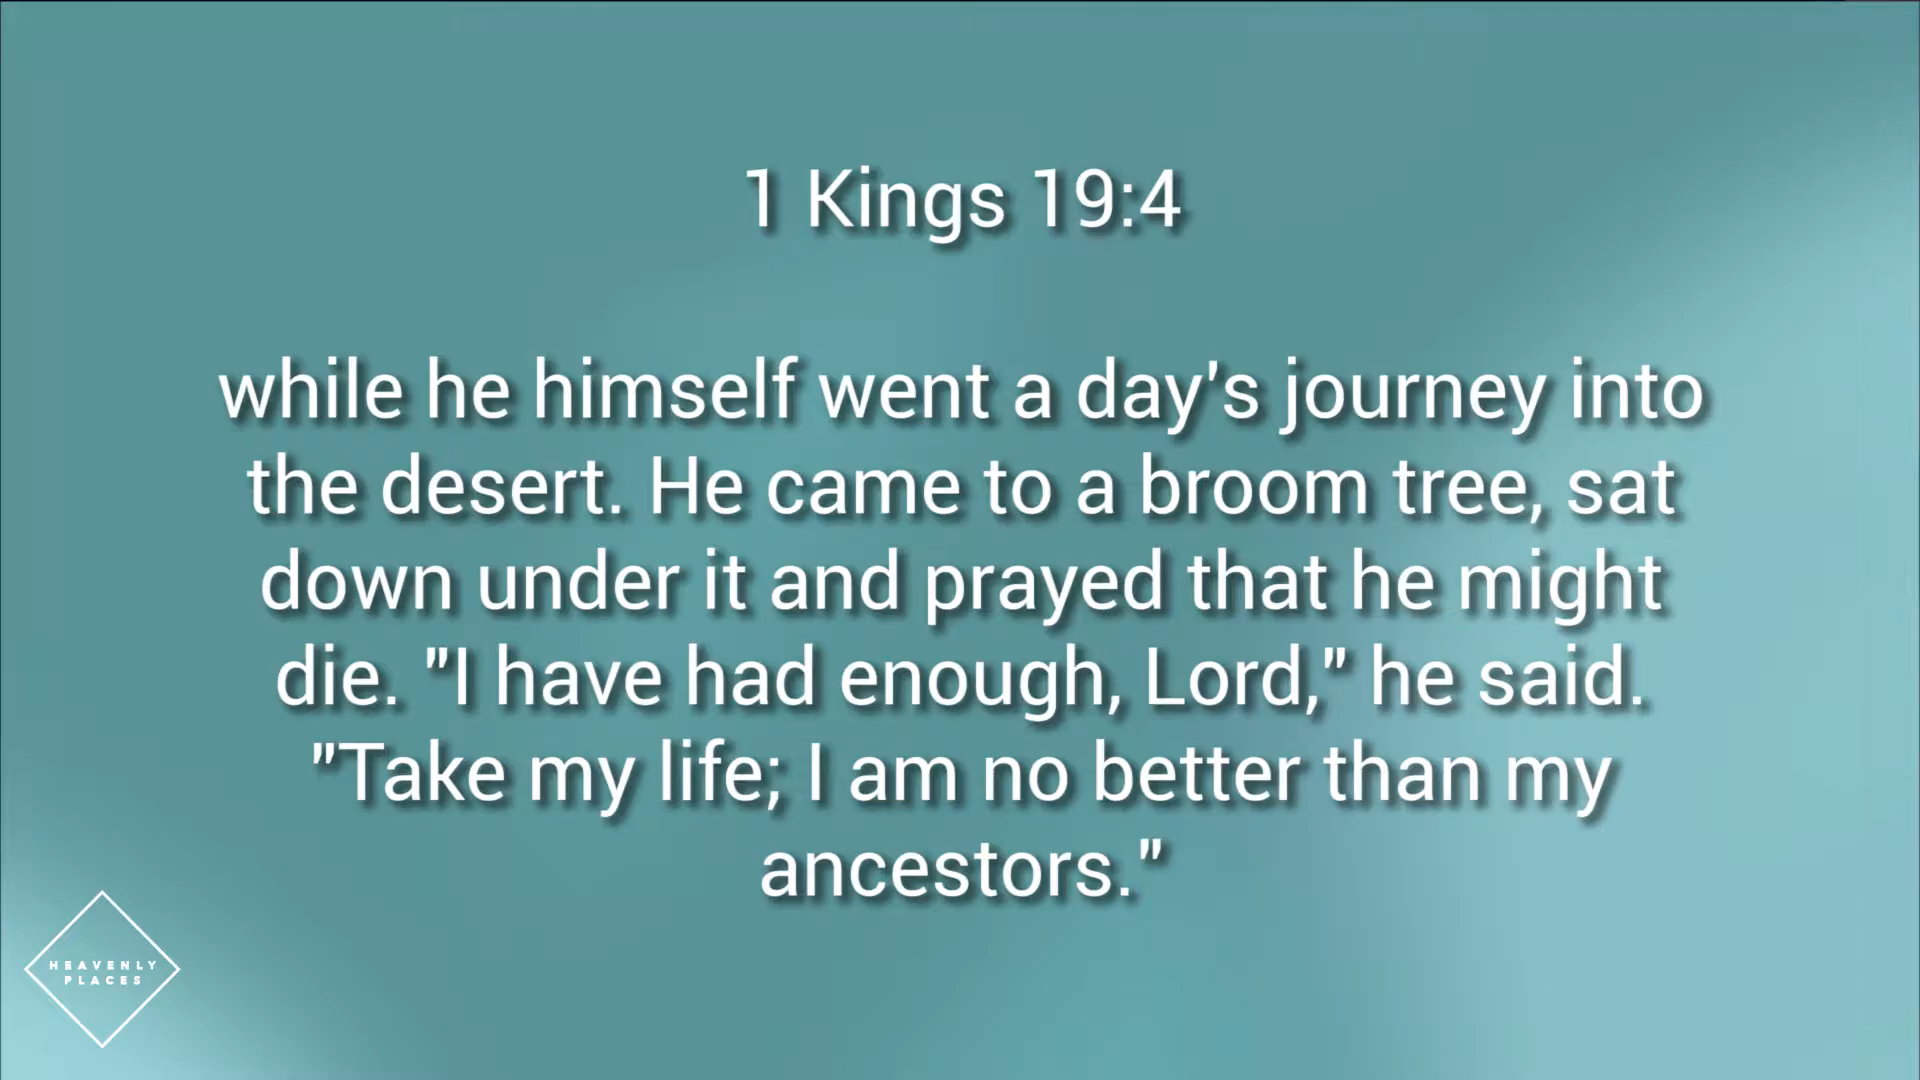 1 Kings 19:4
while he himself went a day's journey into
the desert. He came to a broom tree, sat
down under it and prayed that he might
die. "I have had enough, Lord," he said.
"Take my life; I am no better than my
ancestors."
HEAVENLY
PLACES